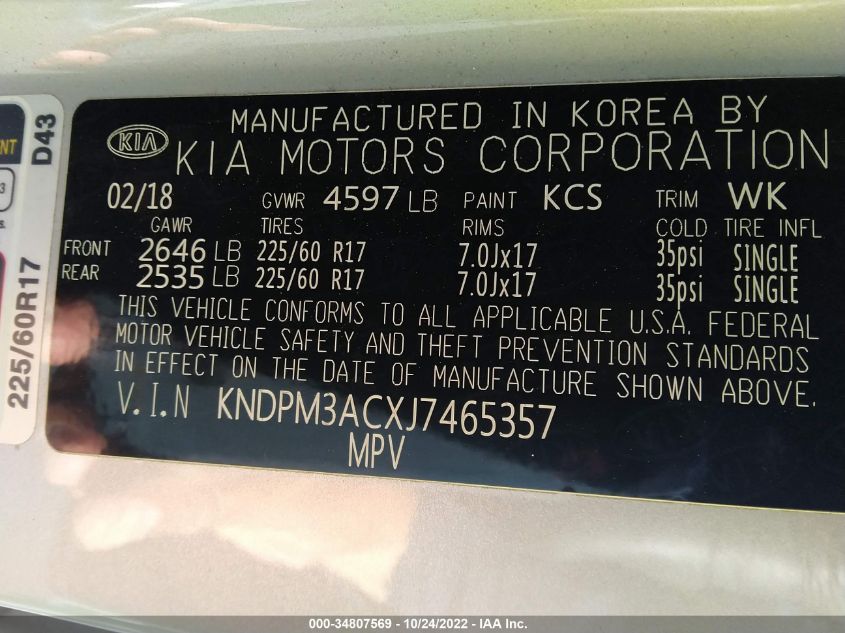 MANUFACTURED IN KOREA BY
KIA KIA MOTORS CORPORATION
02/18 GVWR 4597 LB PAINT KCS TRIM WK
GAWR TIRES RIMS COLD TIRE INFL
FRONT 2646 LB 225/60 R17 7.0Jx17 35psi SINGLE
REAR 2535 LB 225/60 R17 7.0Jx17 35psi SINGLE
THIS VEHICLE CONFORMS TO ALL APPLICABLE U.S.A. FEDERAL
MOTOR VEHICLE SAFETY AND THEFT PREVENTION STANDARDS
IN EFFECT ON THE DATE OF MANUFACTURE SHOWN ABOVE.
V.I.N KNDPM3ACXJ7465357
MPV
D43
225/60R17
NT
3
s.
000-34807569 - 10/24/2022 - IAA Inc.